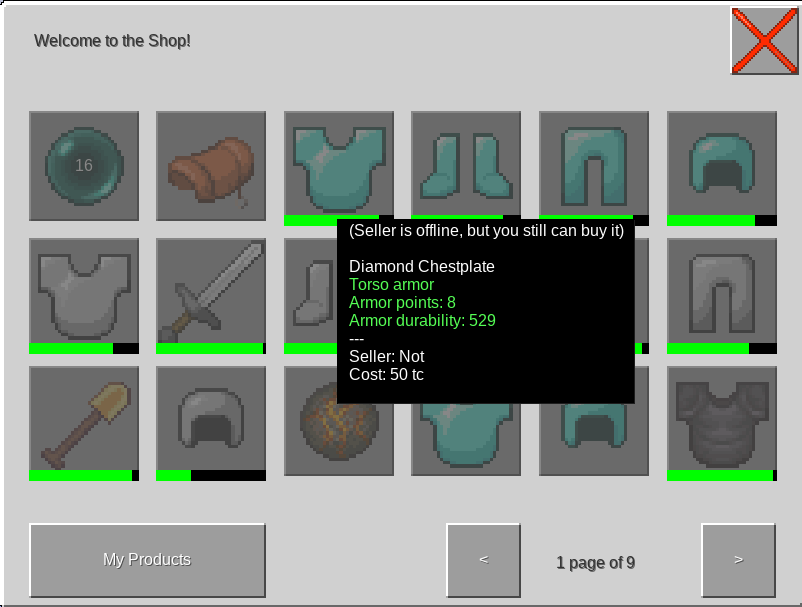 Welcome to the Shop!
16
(Seller is offline, but you still can buy it)
Diamond Chestplate
Torso armor
Armor points: 8
Armor durability: 529
---
Seller: Not
Cost: 50 tc
My Products
<
1 page of 9
>